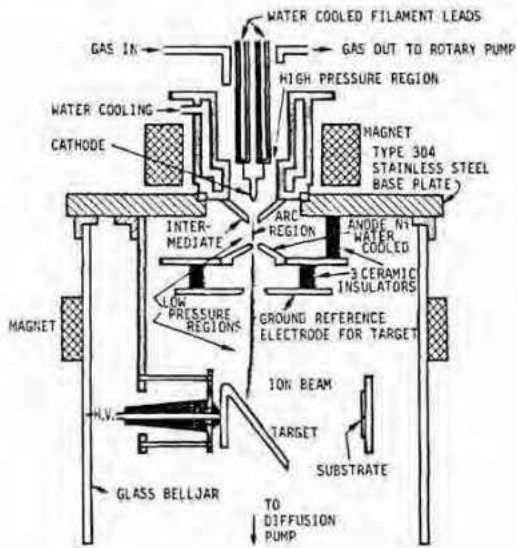 WATER COOLED FILAMENT LEADS
GAS IN
GAS OUT TO ROTARY PUMP
HIGH PRESSURE REGION
WATER COOLING
MAGNET
TYPE 304
STAINLESS STEEL
BASE PLATE
CATHODE
INTER-
MEDIATE
ARC
REGION
ANODE Ni
WATER
COOLED
3 CERAMIC
INSULATORS
LOW
PRESSURE
REGIONS
GROUND REFERENCE
ELECTRODE FOR TARGET
MAGNET
ION BEAM
H.V.
TARGET
SUBSTRATE
GLASS BELLJAR
TO
DIFFUSION
PUMP